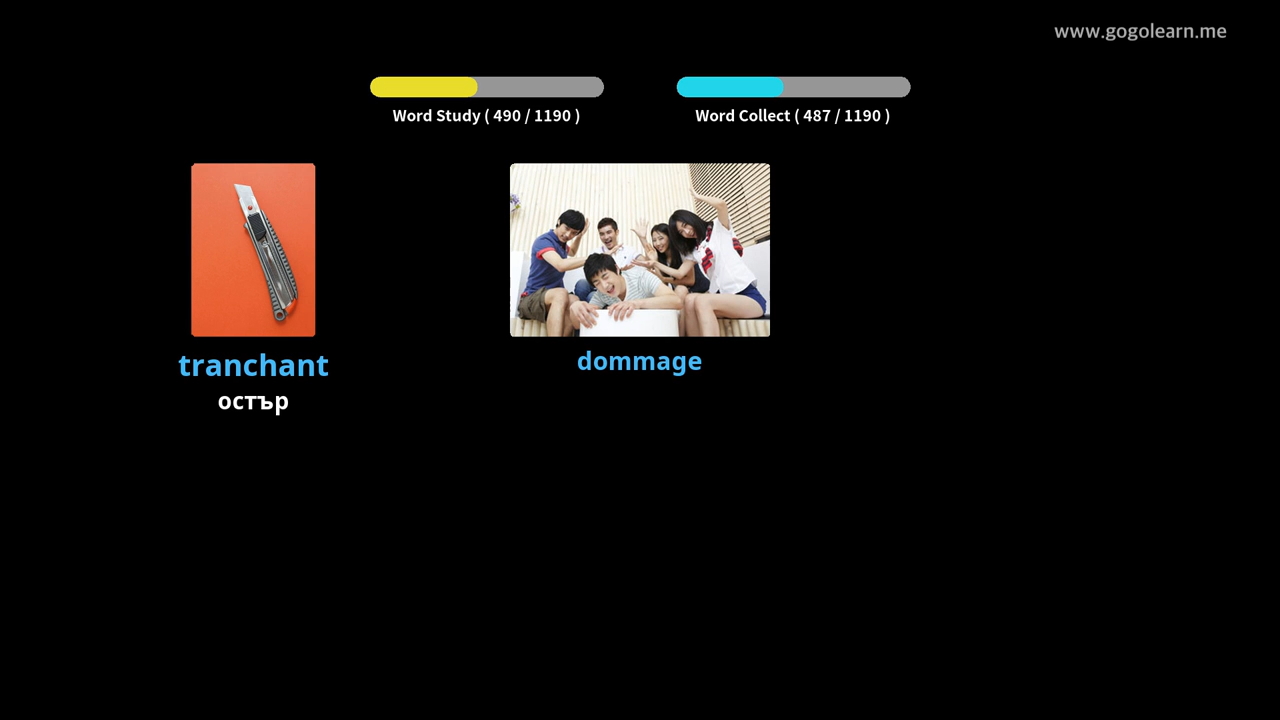 www.gogolearn.me
Word Study ( 490 / 1190 )
Word Collect ( 487 / 1190 )
tranchant
остър
dommage